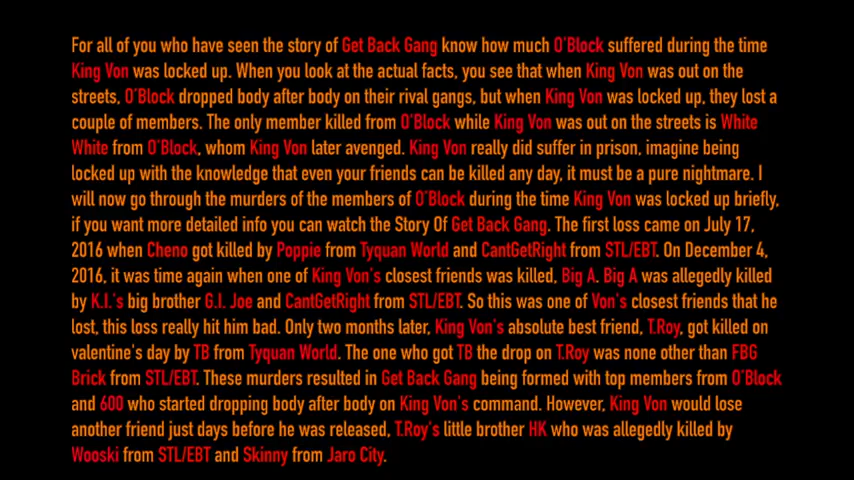 For all of you who have seen the story of Get Back Gang know how much O'Block suffered during the time
King Von was locked up. When you look at the actual facts, you see that when King Von was out on the
streets, O'Block dropped body after body on their rival gangs, but when King Von was locked up, they lost a
couple of members. The only member killed from O'Block while King Von was out on the streets is White
White from O'Block, whom King Von later avenged. King Von really did suffer in prison, imagine being
locked up with the knowledge that even your friends can be killed any day, it must be a pure nightmare. I
will now go through the murders of the members of O'Block during the time King Von was locked up briefly,
if you want more detailed info you can watch the Story Of Get Back Gang. The first loss came on July 17,
2016 when Cheno got killed by Poppie from Tyquan World and CantGetRight from STL/EBT. On December 4,
2016, it was time again when one of King Von's closest friends was killed, Big A. Big A was allegedly killed
by K.I.'s big brother G.I. Joe and CantGetRight from STL/EBT. So this was one of Von's closest friends that he
lost, this loss really hit him bad. Only two months later, King Von's absolute best friend, T.Roy, got killed on
valentine's day by TB from Tyquan World. The one who got TB the drop on T.Roy was none other than FBG
Brick from STL/EBT. These murders resulted in Get Back Gang being formed with top members from O'Block
and 600 who started dropping body after body on King Von's command. However, King Von would lose
another friend just days before he was released, T.Roy's little brother HK who was allegedly killed by
Wooski from STL/EBT and Skinny from Jaro City.